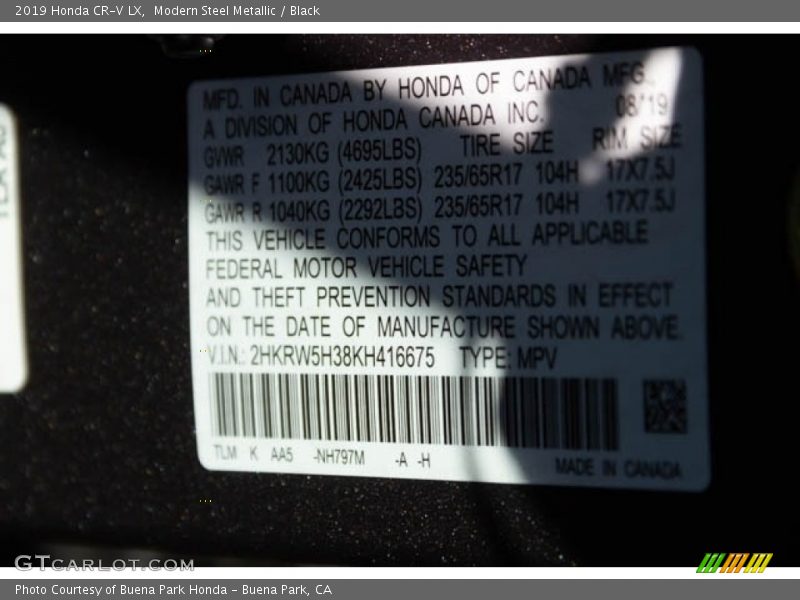 2019 Honda CR-V LX, Modern Steel Metallic / Black
MFD. IN CANADA BY HONDA OF CANADA MFG.,
A DIVISION OF HONDA CANADA INC. 08/19
GVWR 2130KG (4695LBS) TIRE SIZE RIM SIZE
GAWR F 1100KG (2425LBS) 235/65R17 104H 17X7.5J
GAWR R 1040KG (2292LBS) 235/65R17 104H 17X7.5J
THIS VEHICLE CONFORMS TO ALL APPLICABLE
FEDERAL MOTOR VEHICLE SAFETY
AND THEFT PREVENTION STANDARDS IN EFFECT
ON THE DATE OF MANUFACTURE SHOWN ABOVE.
V.I.N.: 2HKRW5H38KH416675 TYPE: MPV
TLM K AA5 -NH797M -A -H
MADE IN CANADA
GTCARLOT.COM
Photo Courtesy of Buena Park Honda - Buena Park, CA